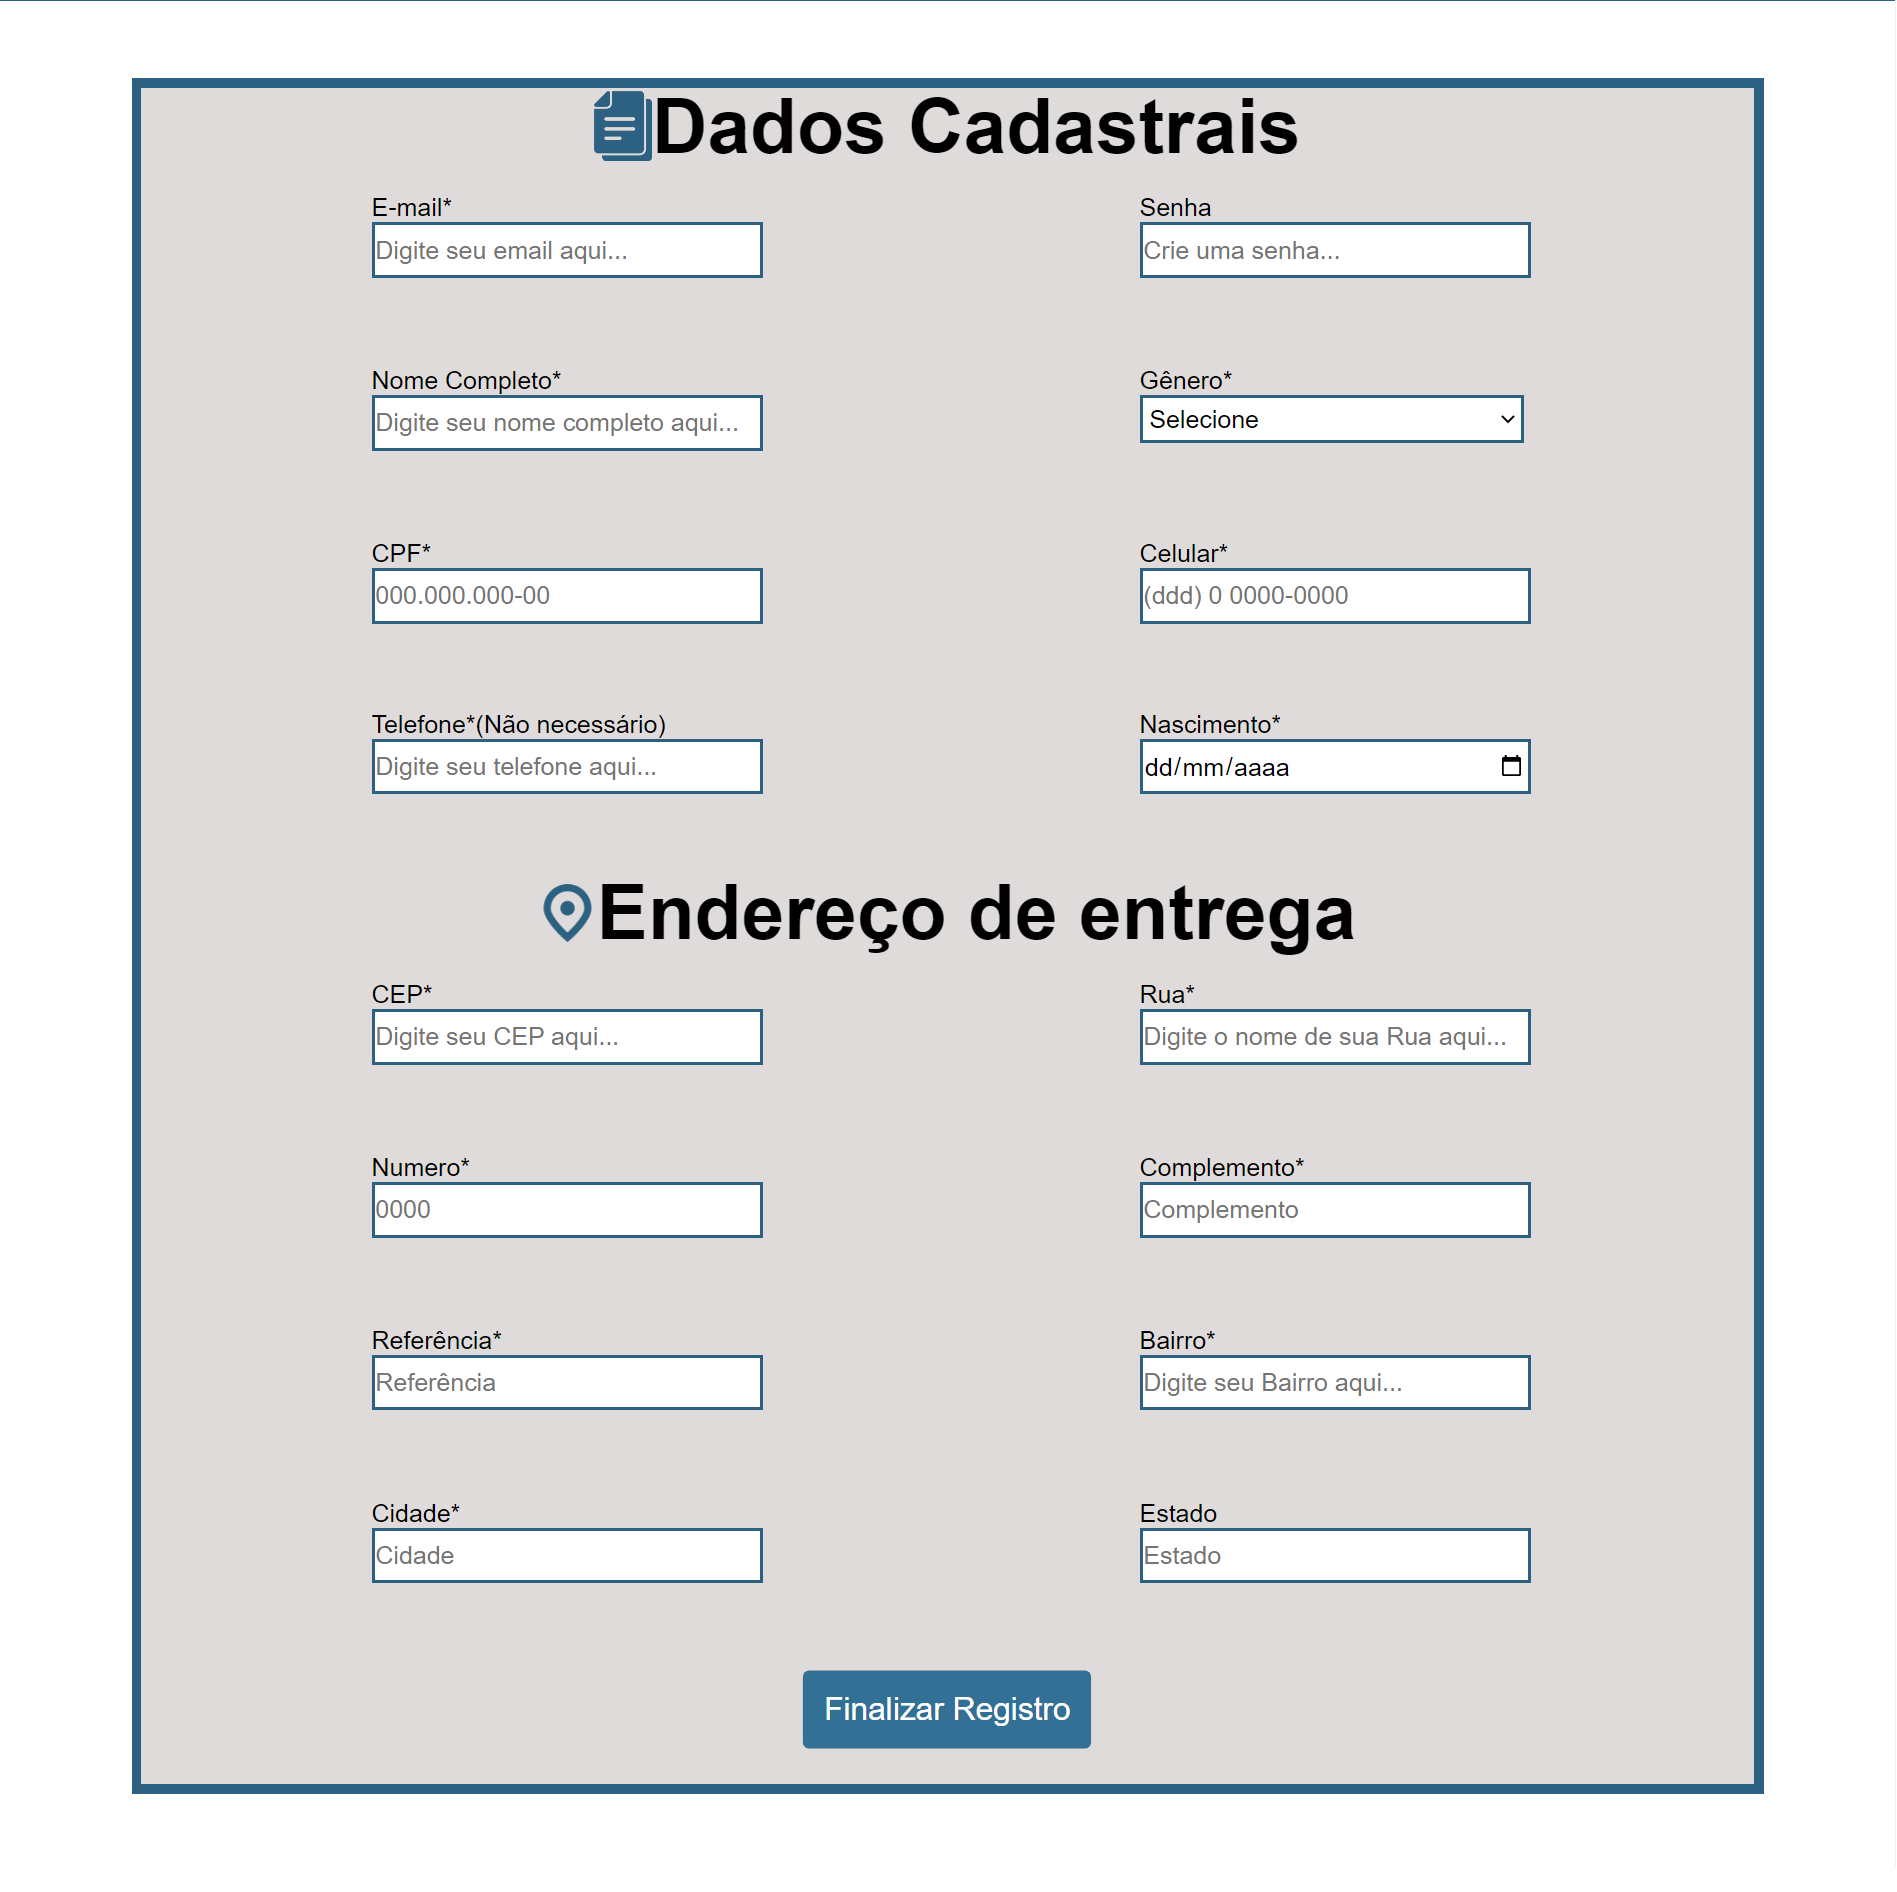 Dados Cadastrais
E-mail* Senha
Digite seu email aqui... Crie uma senha...
Nome Completo* Gênero*
Digite seu nome completo aqui... Selecione
CPF* Celular*
000.000.000-00 (ddd) 0 0000-0000
Telefone*(Não necessário) Nascimento*
Digite seu telefone aqui... dd/mm/aaaa
Endereço de entrega
CEP* Rua*
Digite seu CEP aqui... Digite o nome de sua Rua aqui...
Numero* Complemento*
0000 Complemento
Referência* Bairro*
Referência Digite seu Bairro aqui...
Cidade* Estado
Cidade Estado
Finalizar Registro